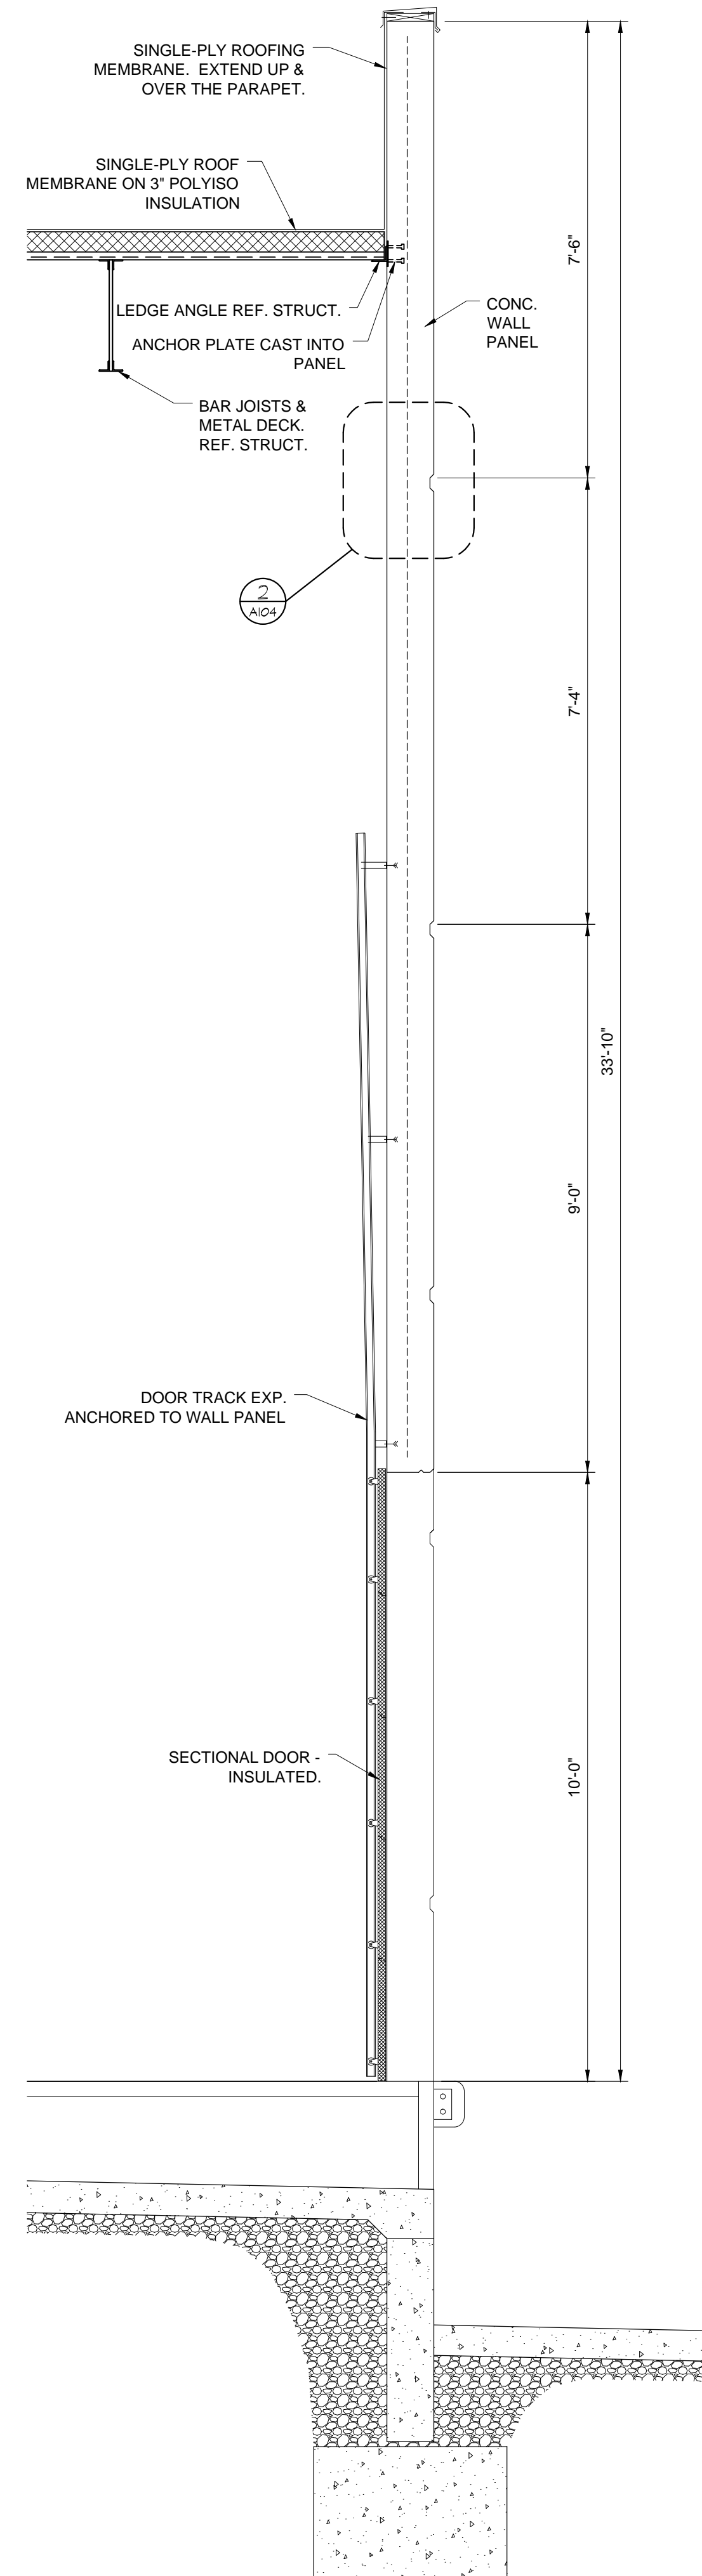 SINGLE-PLY ROOFING
MEMBRANE.  EXTEND UP &
OVER THE PARAPET.
SINGLE-PLY ROOF
MEMBRANE ON 3" POLYISO
INSULATION
7'-6"
LEDGE ANGLE REF. STRUCT.
CONC.
WALL
PANEL
ANCHOR PLATE CAST INTO
PANEL
BAR JOISTS &
METAL DECK.
REF. STRUCT.
2
A104
7'-4"
33'-10"
9'-0"
DOOR TRACK EXP.
ANCHORED TO WALL PANEL
SECTIONAL DOOR -
INSULATED.
10'-0"